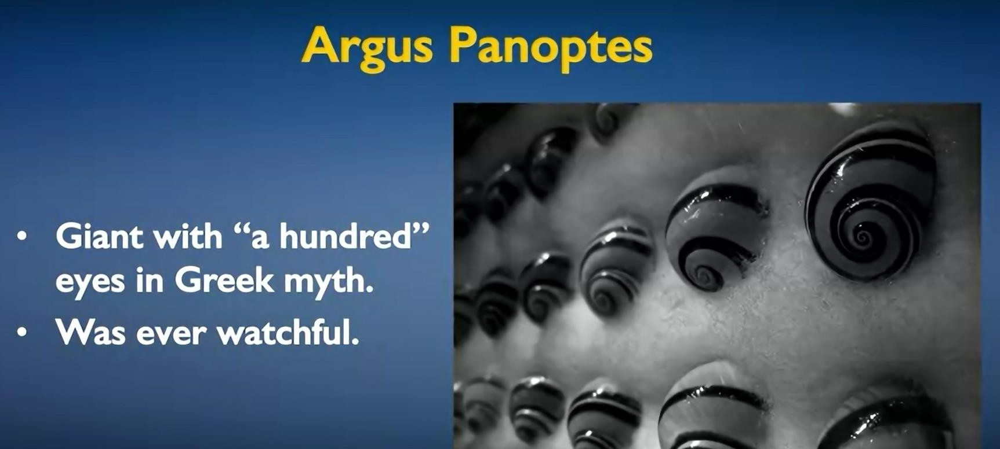 Argus Panoptes
• Giant with “a hundred”
eyes in Greek myth.
• Was ever watchful.